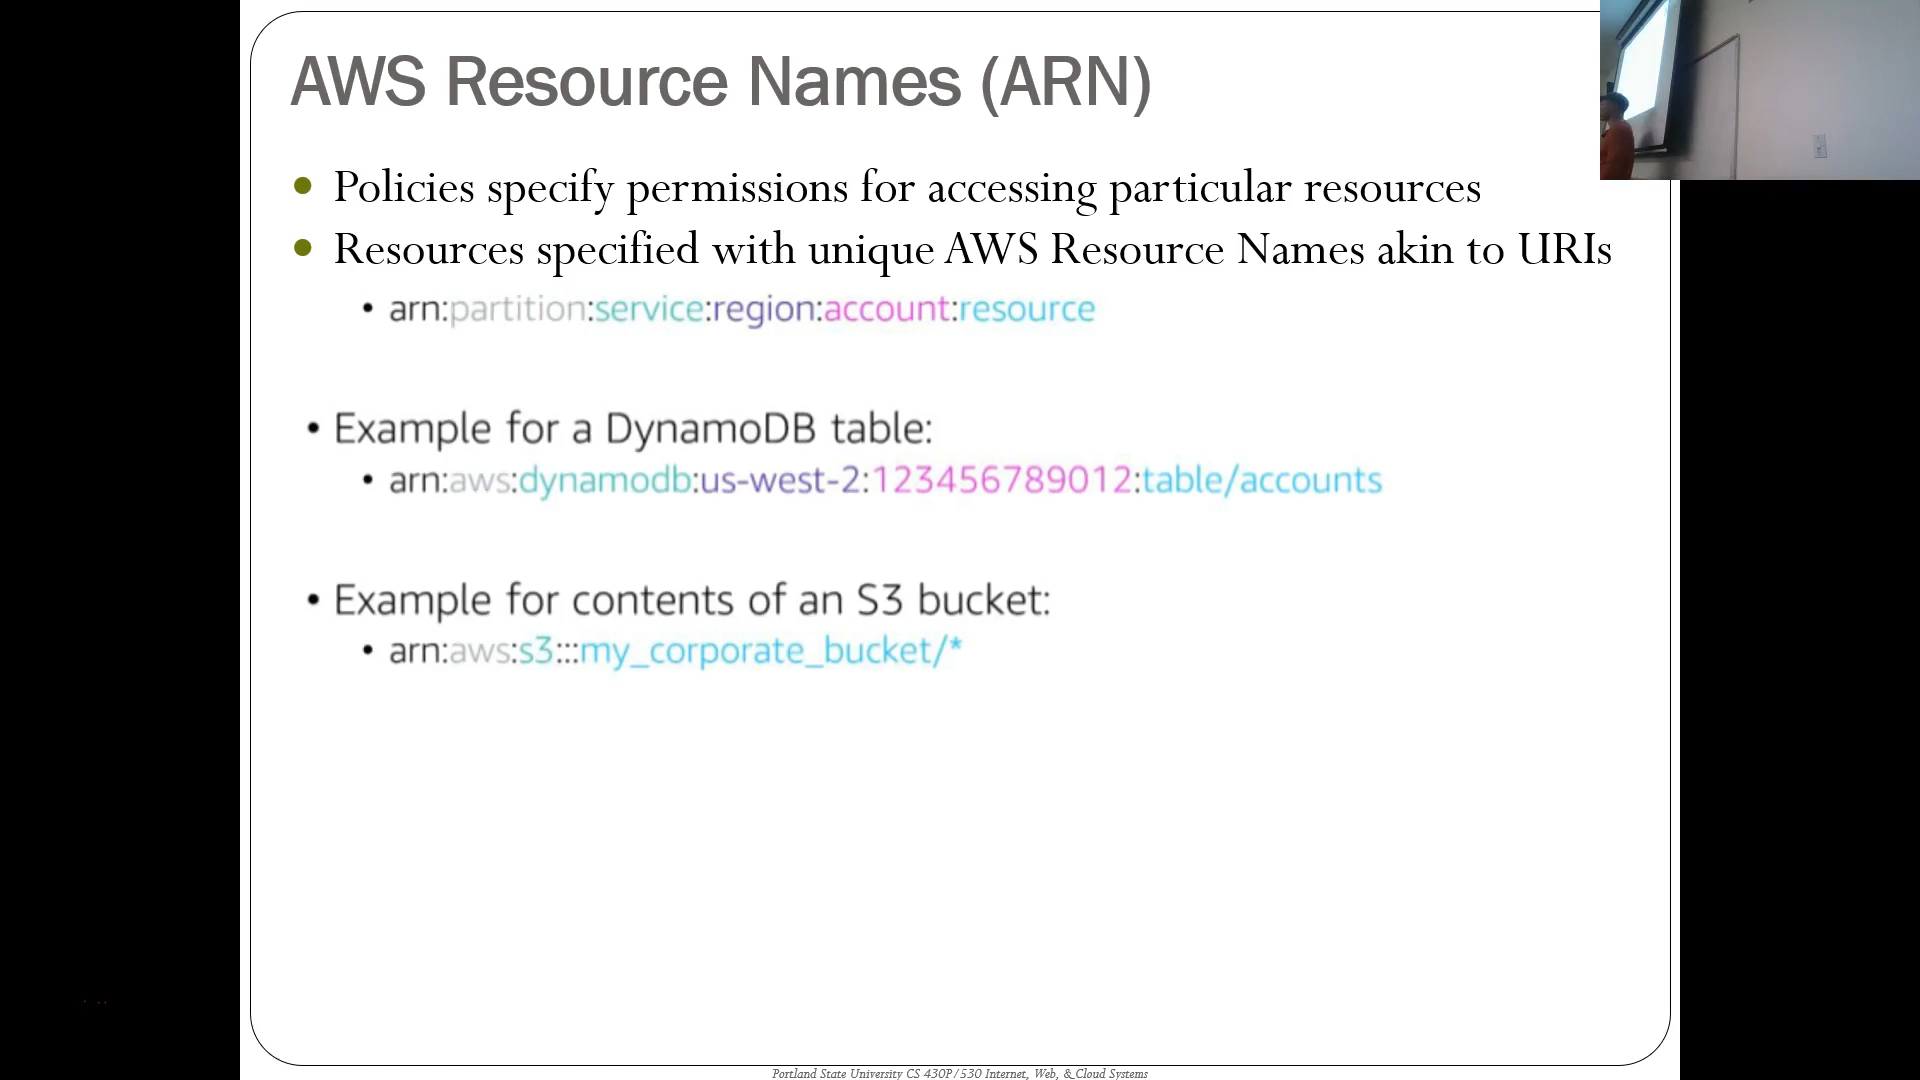 AWS Resource Names (ARN)
• Policies specify permissions for accessing particular resources
• Resources specified with unique AWS Resource Names akin to URIs
• arn:partition:service:region:account:resource
• Example for a DynamoDB table:
• arn:aws:dynamodb:us-west-2:123456789012:table/accounts
• Example for contents of an S3 bucket:
• arn:aws:s3:::my_corporate_bucket/*
Portland State University CS 430P/530 Internet, Web, & Cloud Systems